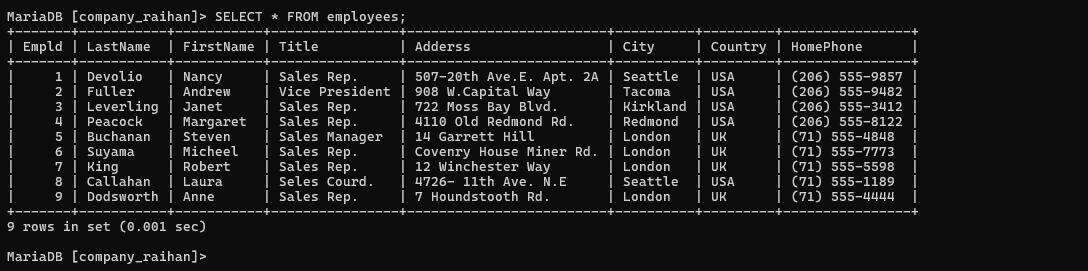 MariaDB [company_raihan]> SELECT * FROM employees;
+-------+-----------+-----------+----------------+-------------------------+----------+---------+----------------+
| Empld | LastName  | FirstName | Title          | Adderss                 | City     | Country | HomePhone      |
+-------+-----------+-----------+----------------+-------------------------+----------+---------+----------------+
|     1 | Devolio   | Nancy     | Sales Rep.     | 507-20th Ave.E. Apt. 2A | Seattle  | USA     | (206) 555-9857 |
|     2 | Fuller    | Andrew    | Vice President | 908 W.Capital Way       | Tacoma   | USA     | (206) 555-9482 |
|     3 | Leverling | Janet     | Sales Rep.     | 722 Moss Bay Blvd.      | Kirkland | USA     | (206) 555-3412 |
|     4 | Peacock   | Margaret  | Sales Rep.     | 4110 Old Redmond Rd.    | Redmond  | USA     | (206) 555-8122 |
|     5 | Buchanan  | Steven    | Sales Manager  | 14 Garrett Hill         | London   | UK      | (71) 555-4848  |
|     6 | Suyama    | Micheel   | Sales Rep.     | Covenry House Miner Rd. | London   | UK      | (71) 555-7773  |
|     7 | King      | Robert    | Sales Rep.     | 12 Winchester Way       | London   | UK      | (71) 555-5598  |
|     8 | Callahan  | Laura     | Seles Courd.   | 4726- 11th Ave. N.E     | Seattle  | USA     | (71) 555-1189  |
|     9 | Dodsworth | Anne      | Sales Rep.     | 7 Houndstooth Rd.       | London   | UK      | (71) 555-4444  |
+-------+-----------+-----------+----------------+-------------------------+----------+---------+----------------+
9 rows in set (0.001 sec)
MariaDB [company_raihan]>